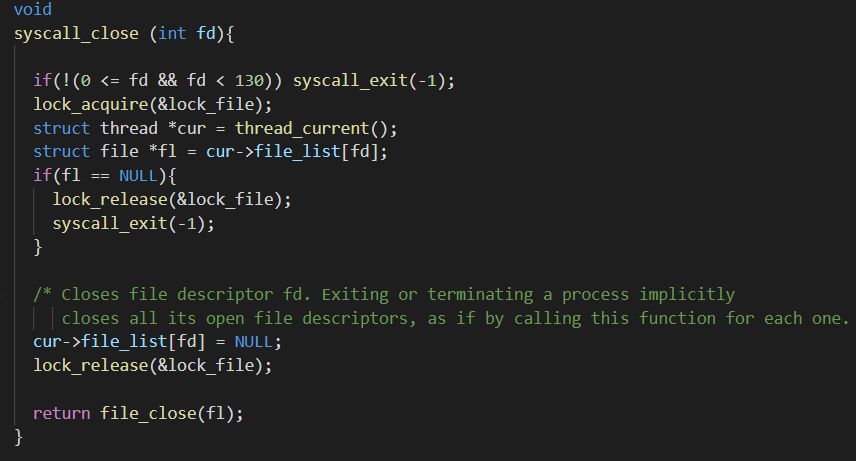 void
syscall_close (int fd){
if(!(0 <= fd && fd < 130)) syscall_exit(-1);
lock_acquire(&lock_file);
struct thread *cur = thread_current();
struct file *fl = cur->file_list[fd];
if(fl == NULL){
lock_release(&lock_file);
syscall_exit(-1);
}
/* Closes file descriptor fd. Exiting or terminating a process implicitly
closes all its open file descriptors, as if by calling this function for each one.
cur->file_list[fd] = NULL;
lock_release(&lock_file);
return file_close(fl);
}